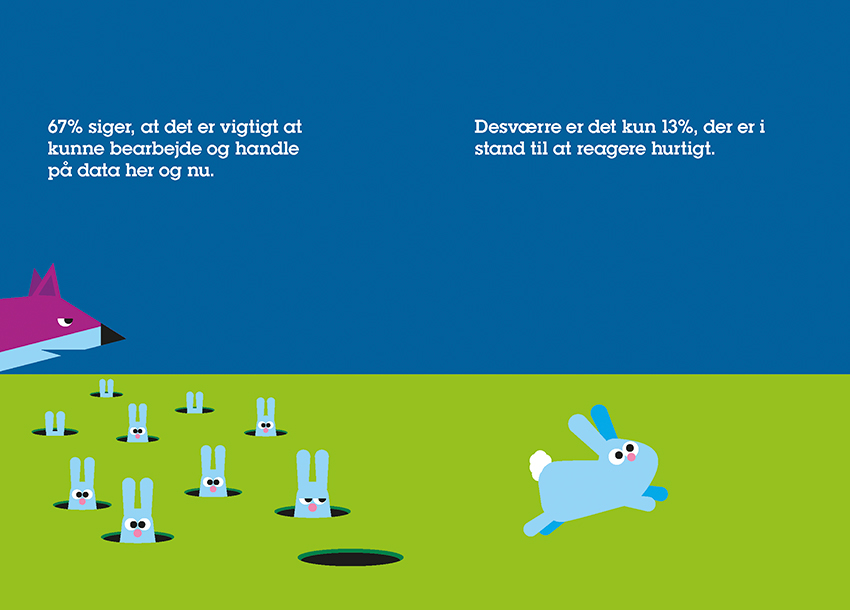 67% siger, at det er vigtigt at
kunne bearbejde og handle
på data her og nu.
Desværre er det kun 13%, der er i
stand til at reagere hurtigt.